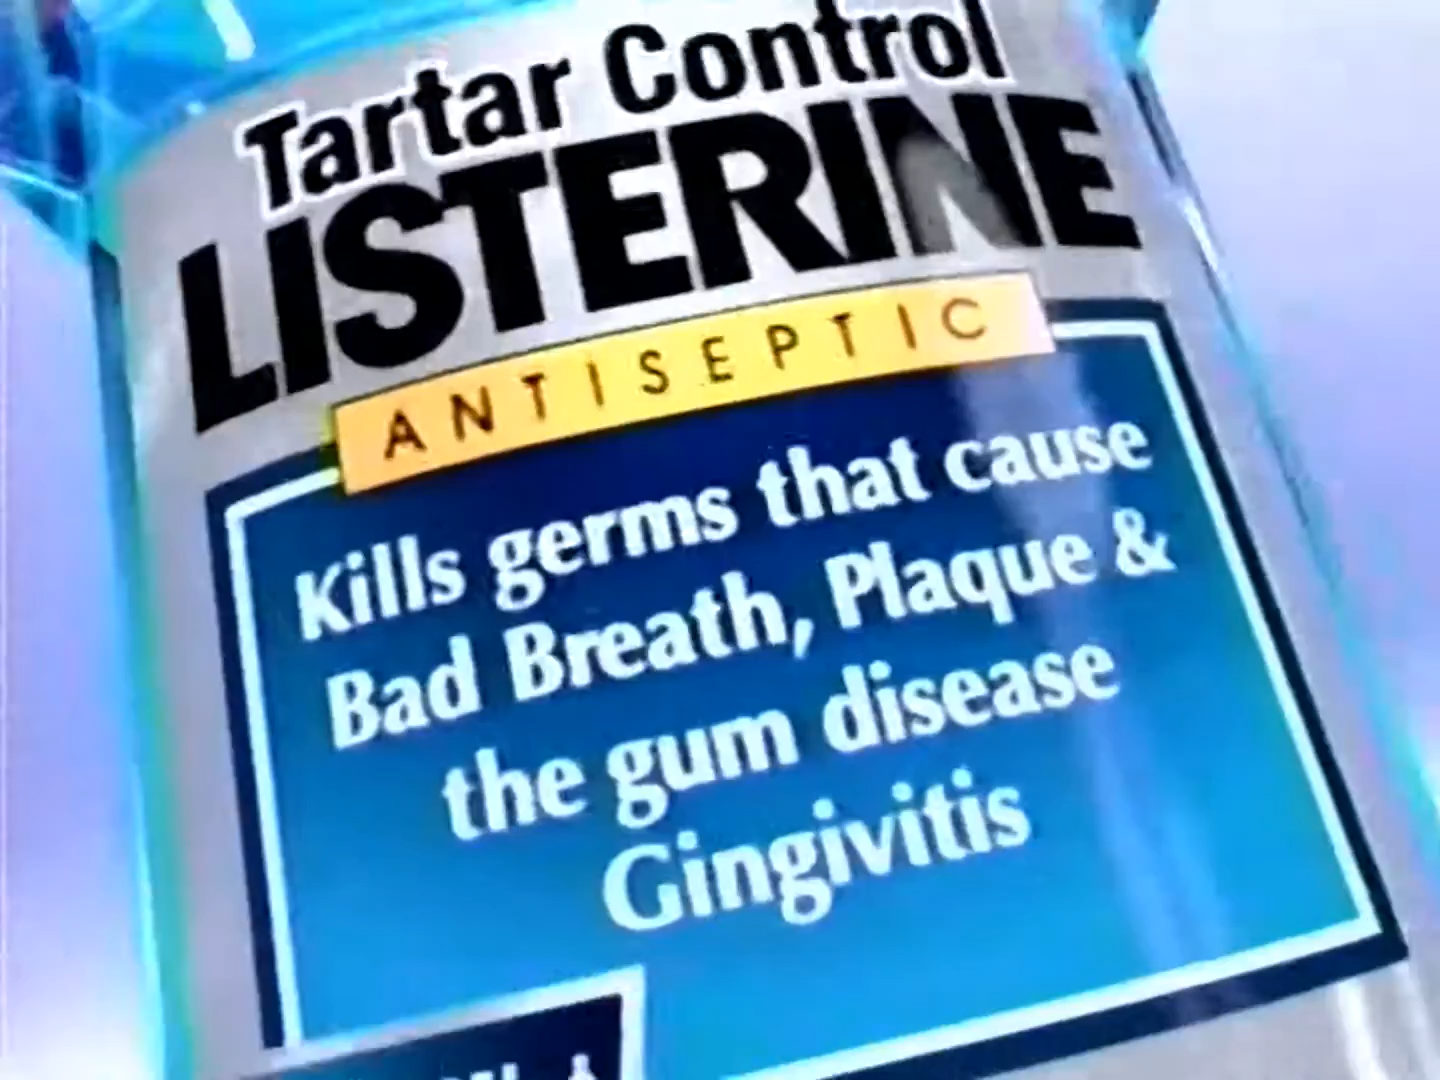 Tartar Control
LISTERINE
ANTISEPTIC
Kills germs that cause
Bad Breath, Plaque &
the gum disease
Gingivitis